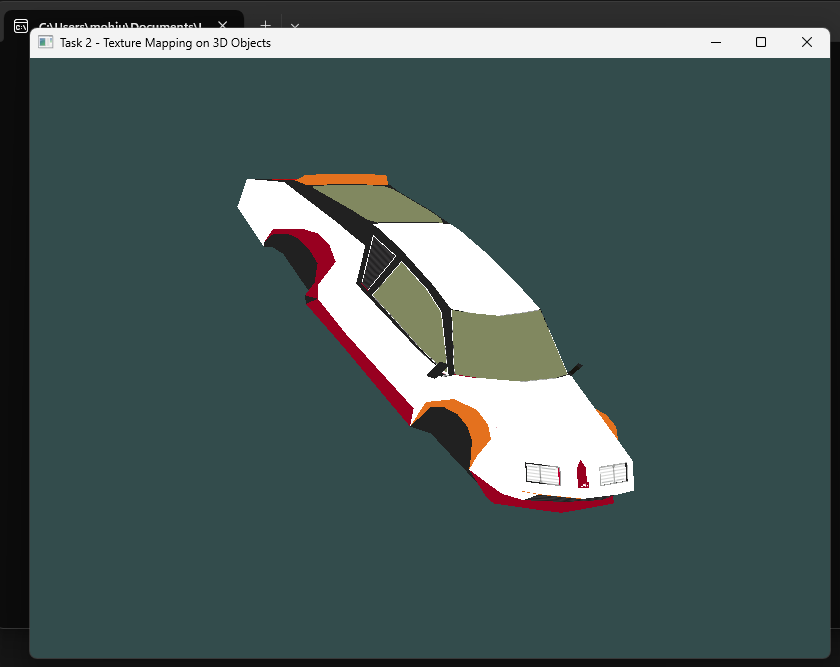 C:\Users\mohiu\Documents\
Task 2 - Texture Mapping on 3D Objects